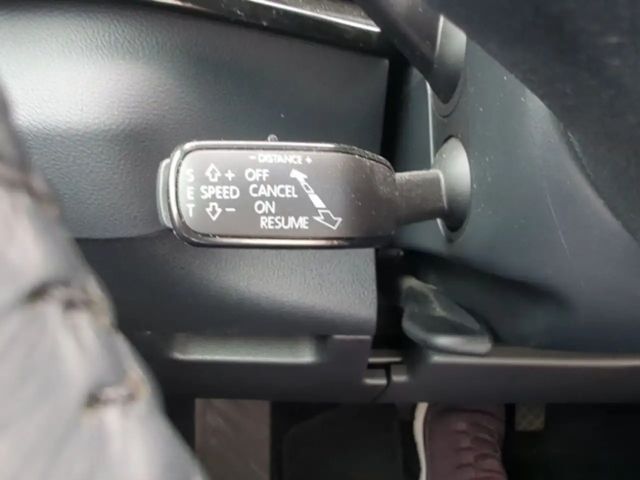 - DISTANCE +
S + OFF
E SPEED CANCEL
T - ON
RESUME